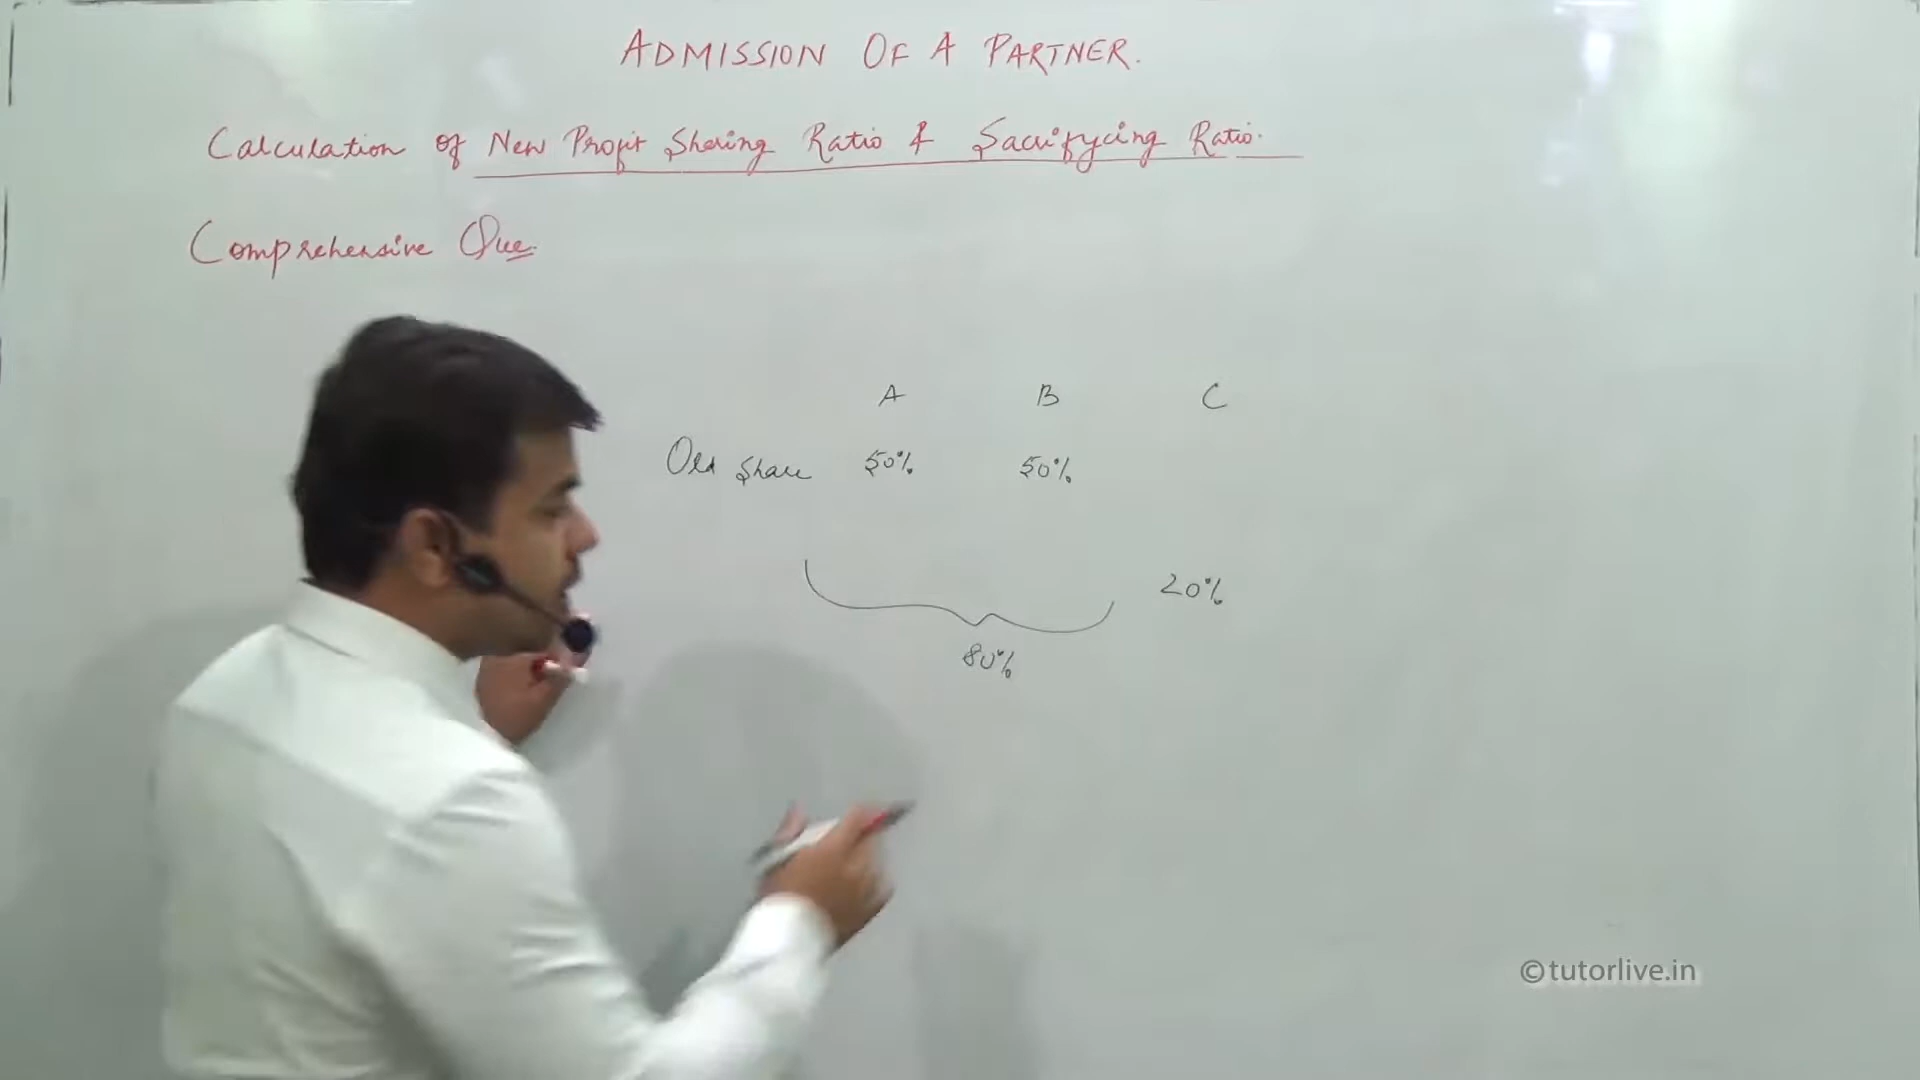 ADMISSION OF A PARTNER.
Calculation of New Profit Sharing Ratio & Sacrifycing Ratio.
Comprehensive Que.
A B C
Old Share 50% 50%
20%
80%
©tutorlive.in